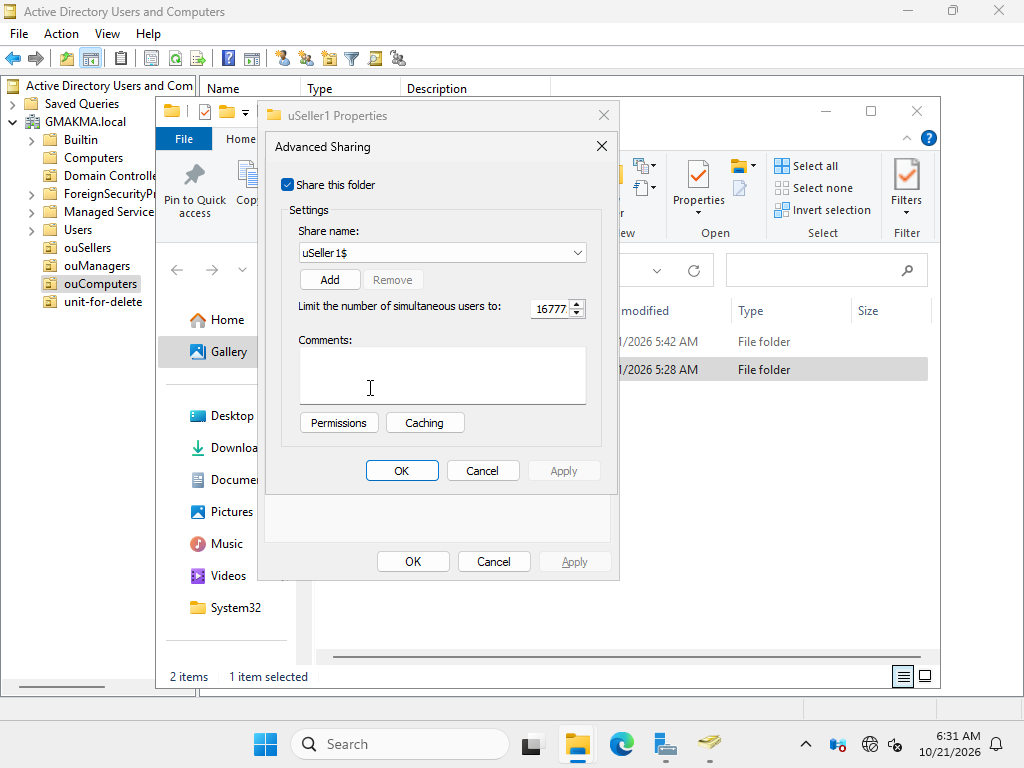 Active Directory Users and Computers
File Action View Help
Active Directory Users and Com
Name Type Description
Saved Queries
GMAKMA.local
Builtin
Computers
Domain Controlle
ForeignSecurityPr
Managed Service
Users
ouSellers
ouManagers
ouComputers
unit-for-delete
File Home
Pin to Quick
access
Properties
Open
Select all
Select none
Invert selection
Select
Filters
Filter
Home
Gallery
Desktop
Downloa
Docume
Pictures
Music
Videos
System32
modified Type Size
1/2026 5:42 AM File folder
1/2026 5:28 AM File folder
2 items 1 item selected
uSeller1 Properties
Advanced Sharing
Share this folder
Settings
Share name:
uSeller1$
Add Remove
Limit the number of simultaneous users to: 16777
Comments:
Permissions Caching
OK Cancel Apply
OK Cancel Apply
Search
6:31 AM
10/21/2026